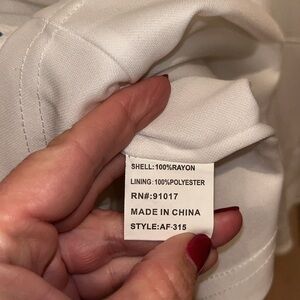 SHELL:100%RAYON
LINING:100%POLYESTER
RN#:91017
MADE IN CHINA
STYLE:AF-315